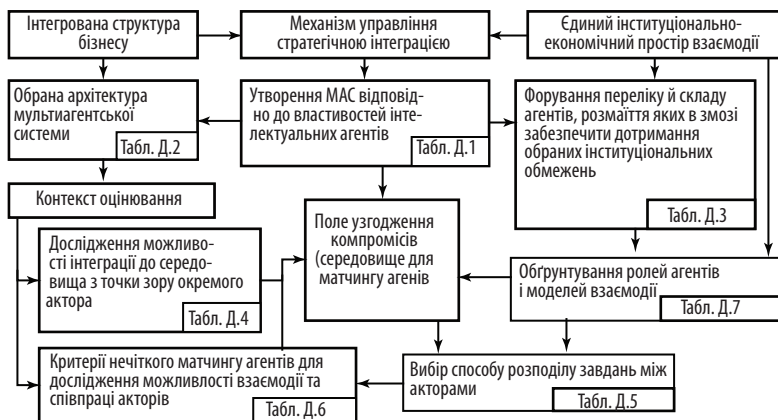 Інтегрована структура
бізнесу
Механізм управління
стратегічною інтеграцією
Єдиний інституціонально-
економічний простір взаємодії
Обрана архітектура
мультиагентської
системи
Табл. Д.2
Утворення МАС відповід-
но до властивостей інте-
лектуальних агентів
Табл. Д.1
Форування переліку й складу
агентів, розмаїття яких в змозі
забезпечити дотримання
обраних інституціональних
обмежень
Табл. Д.3
Контекст оцінювання
Дослідження можливо-
сті інтеграції до середо-
вища з точки зору окремого
актора
Табл. Д.4
Поле узгодження
компромісів
(середовище для
матчингу агенів
Обґрунтування ролей агентів
і моделей взаємодії
Табл. Д.7
Критерії нечіткого матчингу агентів для
дослідження можливлості взаємодії та
співпраці акторів
Табл. Д.6
Вибір способу розподілу завдань між
акторами
Табл. Д.5